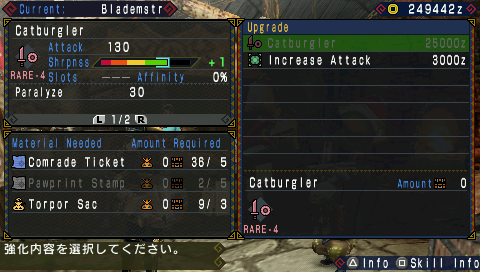 Current: Blademstr
249442z
Catburgler
Attack 130
Shrpnss +1
RARE-4
Slots --- Affinity 0%
Paralyze 30
L 1/2 R
Upgrade
Catburgler 25000z
Increase Attack 3000z
Material Needed Amount Required
Comrade Ticket 0 36/ 5
Pawprint Stamp 0 2/ 5
Torpor Sac 0 9/ 3
Catburgler Amount 0
RARE-4
強化内容を選択してください。
Info Skill Info